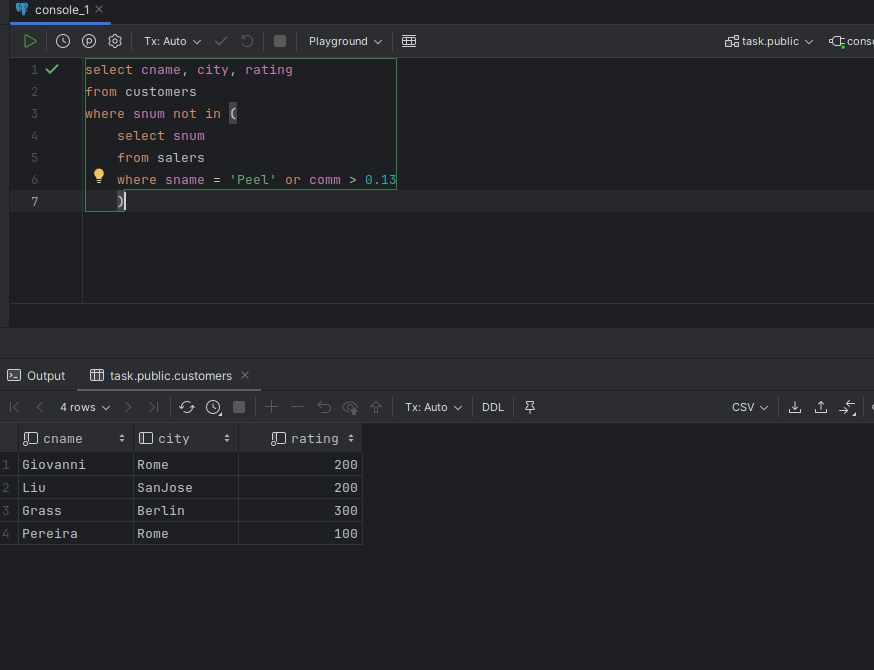 console_1
Tx: Auto
Playground
task.public
1 select cname, city, rating
2 from customers
3 where snum not in (
4 select snum
5 from salers
6 where sname = 'Peel' or comm > 0.13
7 )
Output
task.public.customers
4 rows
Tx: Auto
DDL
CSV
cname city rating
1 Giovanni Rome 200
2 Liu SanJose 200
3 Grass Berlin 300
4 Pereira Rome 100